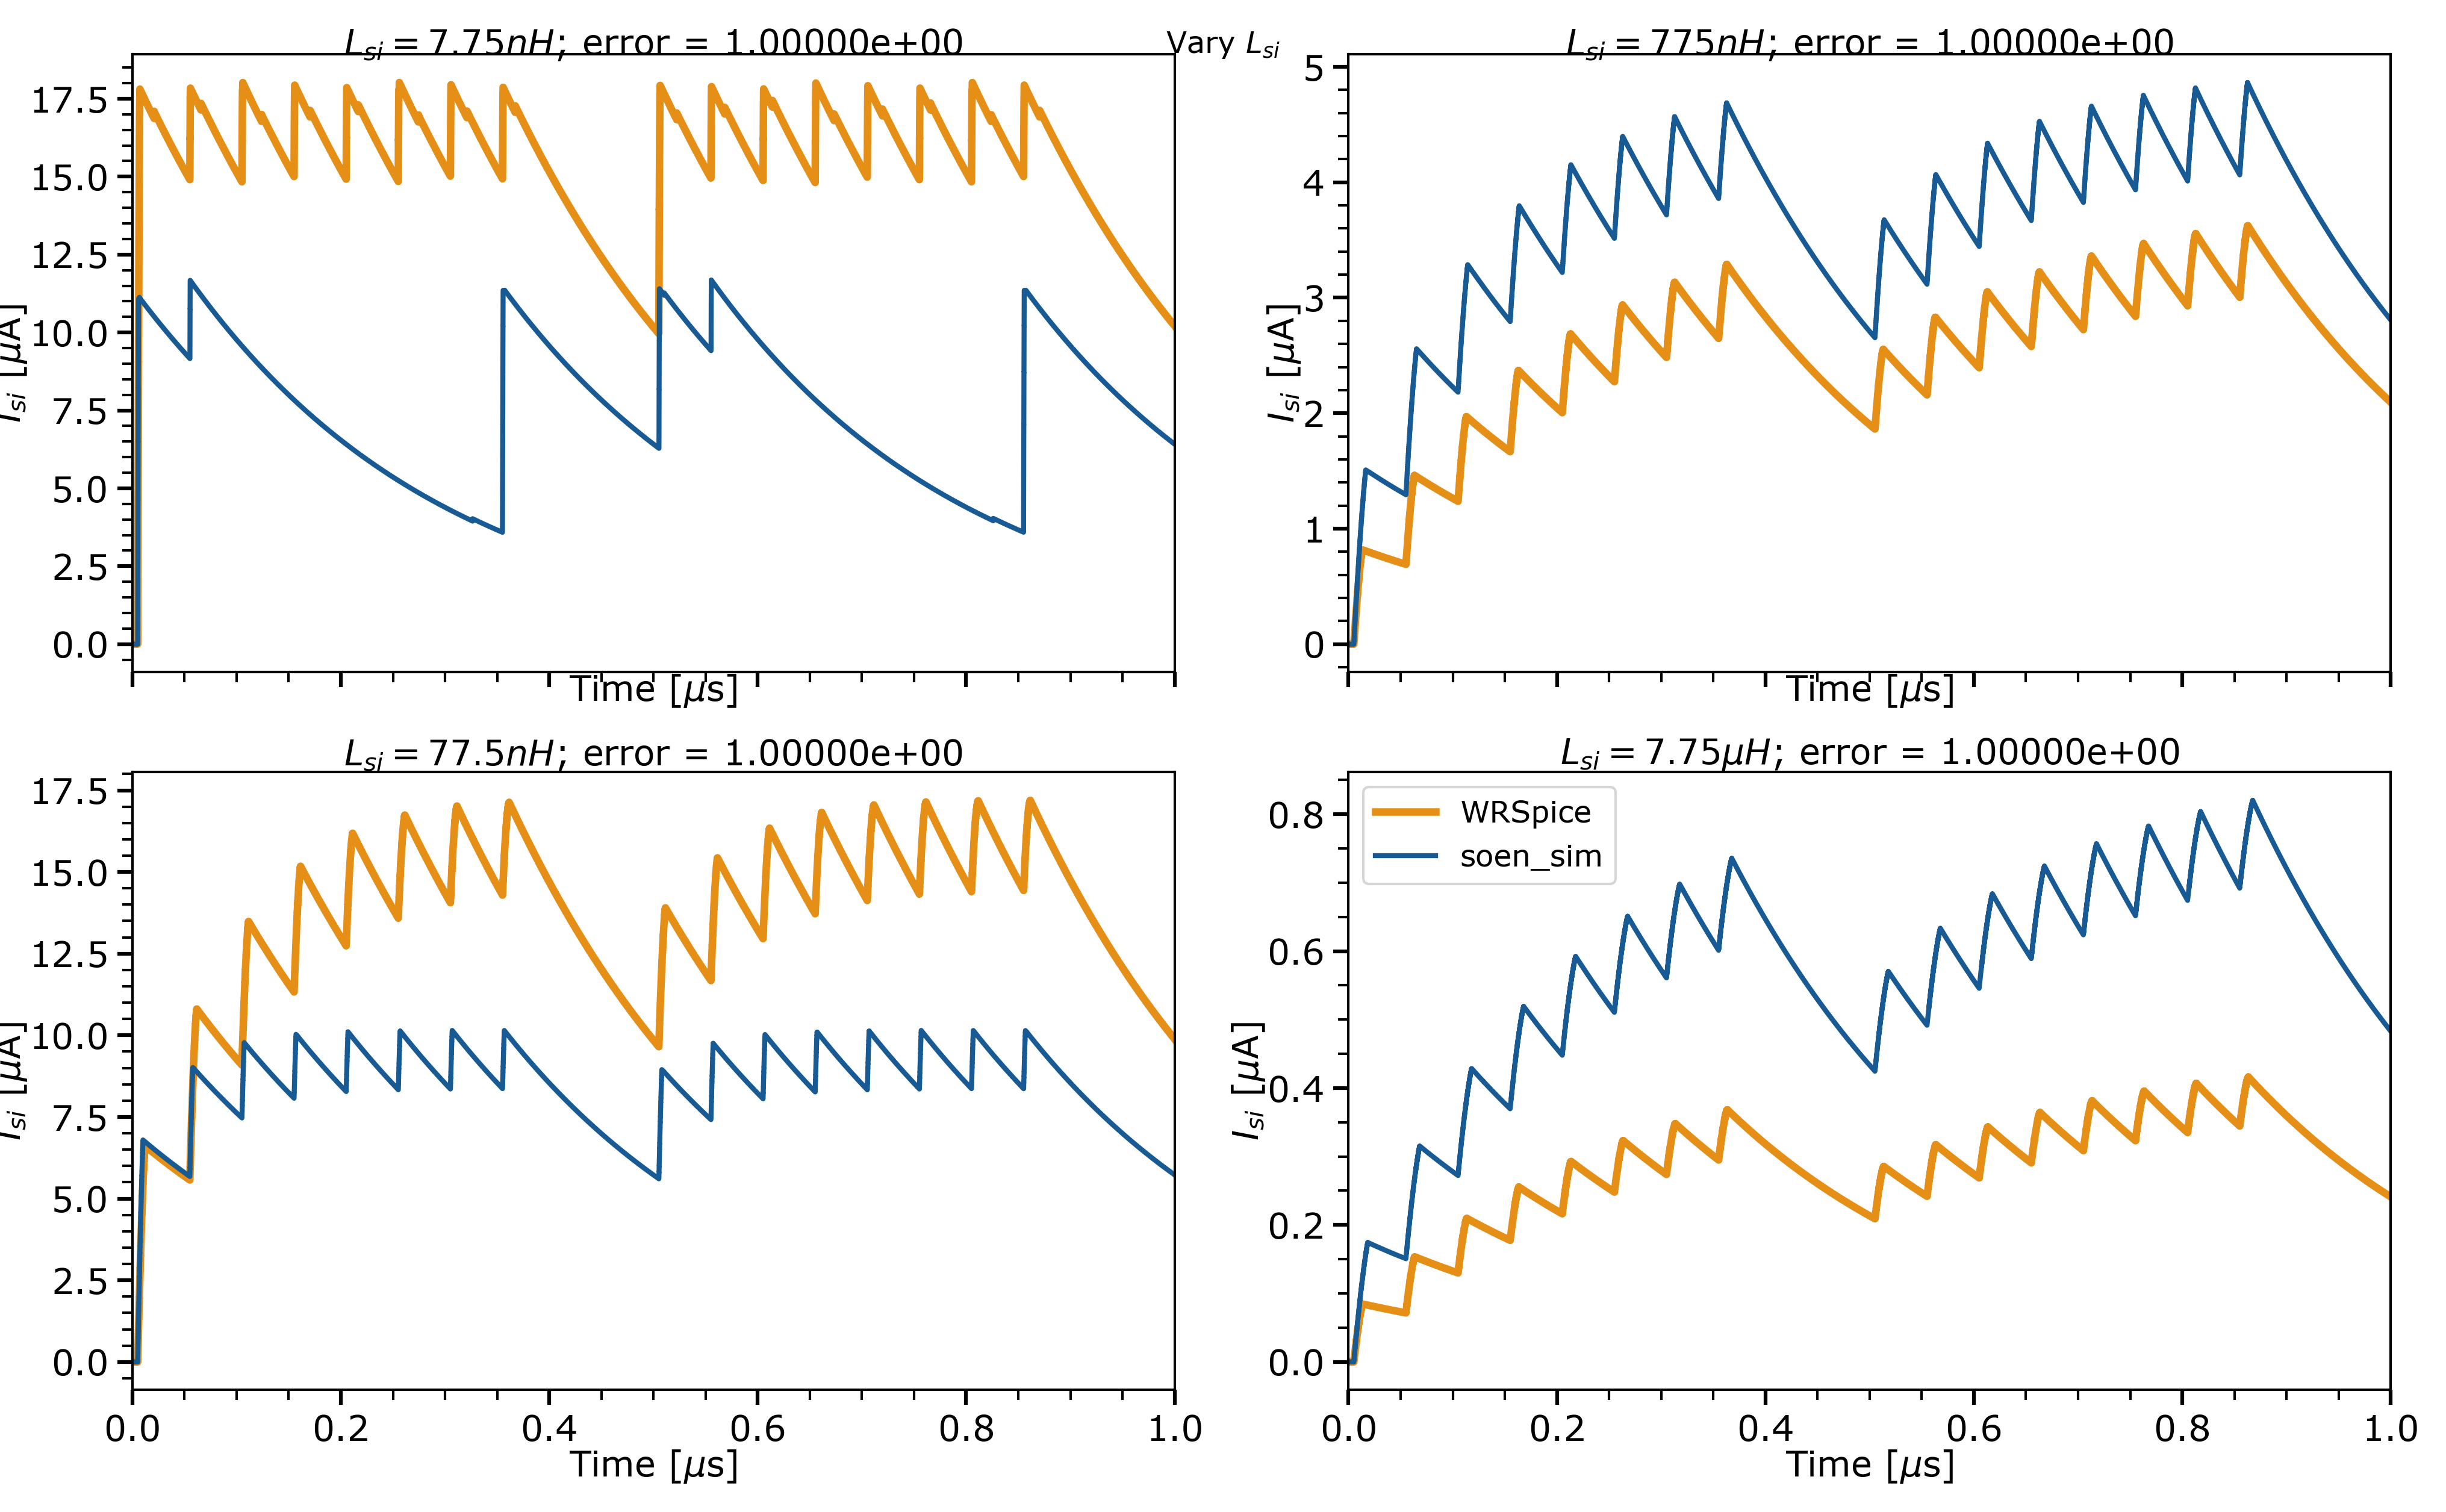 Vary L_si
L_si = 7.75nH; error = 1.00000e+00
17.5
15.0
12.5
10.0
7.5
5.0
2.5
0.0
I_si [μA]
Time [μs]
L_si = 775nH; error = 1.00000e+00
5
4
3
2
1
0
I_si [μA]
Time [μs]
L_si = 77.5nH; error = 1.00000e+00
17.5
15.0
12.5
10.0
7.5
5.0
2.5
0.0
I_si [μA]
0.0 0.2 0.4 0.6 0.8 1.0
Time [μs]
L_si = 7.75μH; error = 1.00000e+00
WRSpice
soen_sim
0.8
0.6
0.4
0.2
0.0
I_si [μA]
0.0 0.2 0.4 0.6 0.8 1.0
Time [μs]